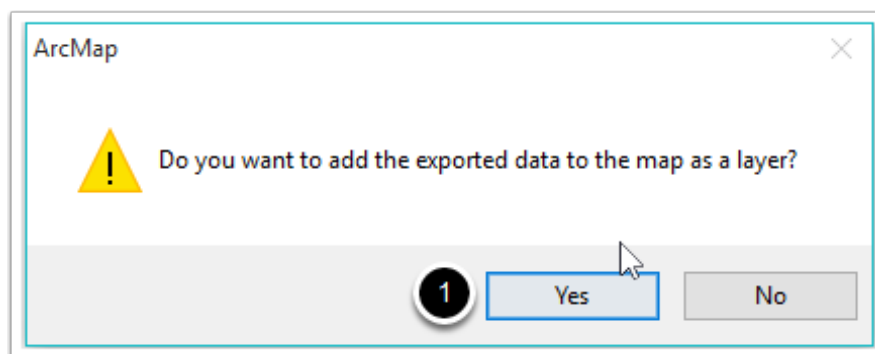 ArcMap
Do you want to add the exported data to the map as a layer?
1 Yes No